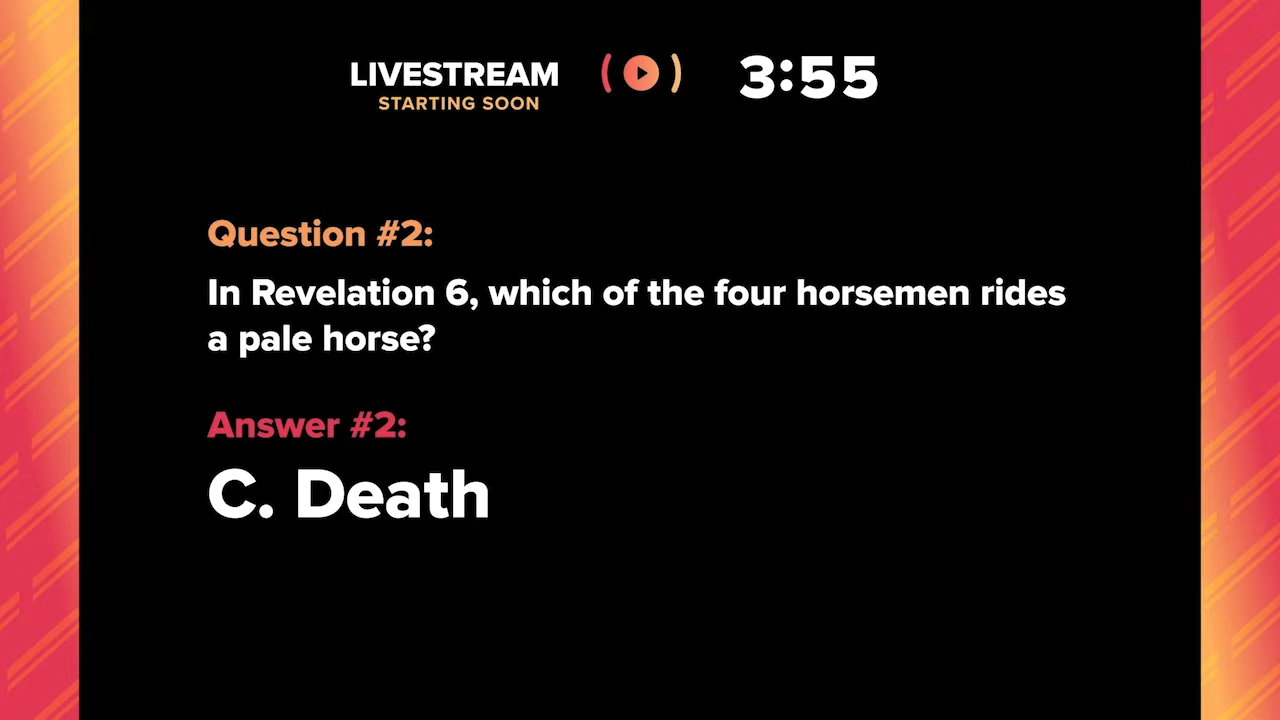 LIVESTREAM
STARTING SOON
3:55
Question #2:
In Revelation 6, which of the four horsemen rides
a pale horse?
Answer #2:
C. Death